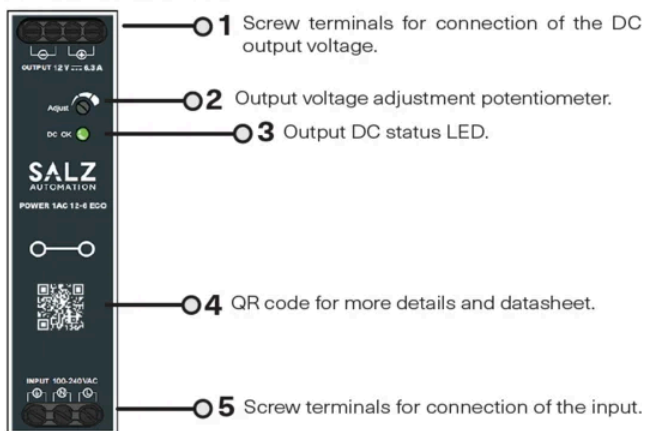 1 Screw terminals for connection of the DC
output voltage.
OUTPUT 12 V ⎓ 6.3 A
Adjust
2 Output voltage adjustment potentiometer.
DC OK
3 Output DC status LED.
SALZ
AUTOMATION
POWER 1AC 12-6 ECO
4 QR code for more details and datasheet.
INPUT 100-240VAC
N L
5 Screw terminals for connection of the input.